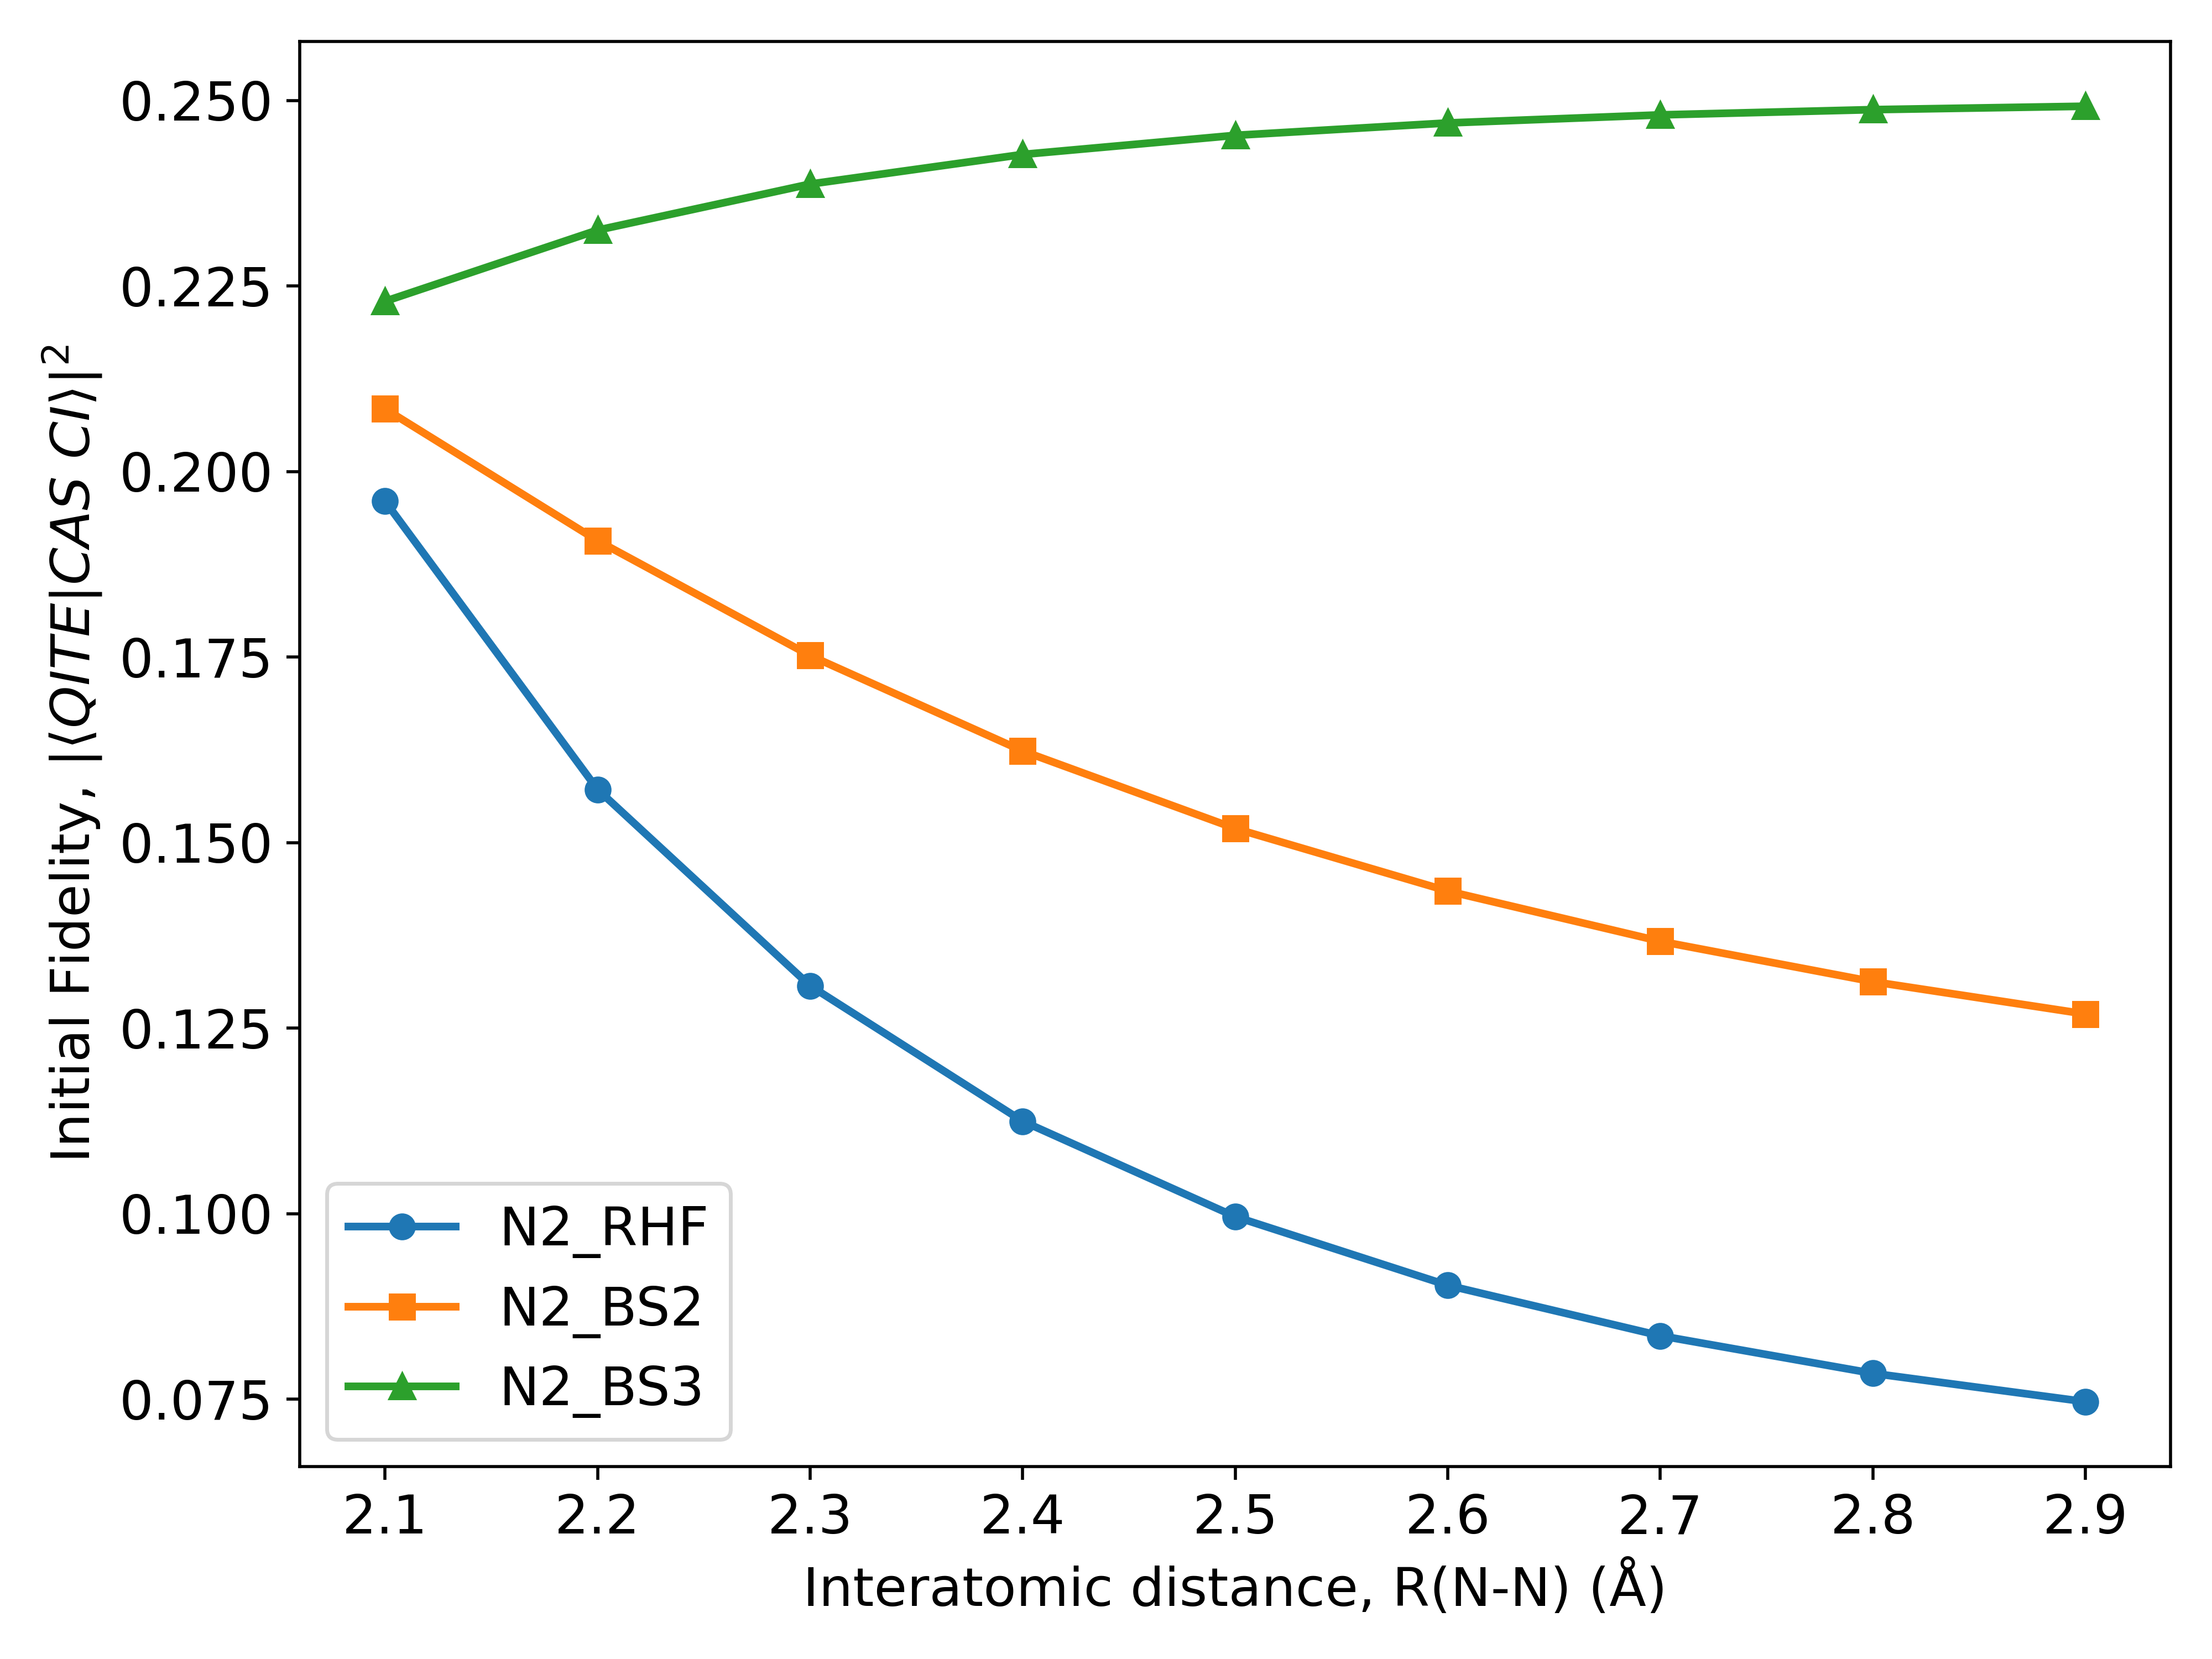 Initial Fidelity, |⟨QITE|CAS CI⟩|²
0.250
0.225
0.200
0.175
0.150
0.125
0.100
0.075
N2_RHF
N2_BS2
N2_BS3
2.1 2.2 2.3 2.4 2.5 2.6 2.7 2.8 2.9
Interatomic distance, R(N-N) (Å)